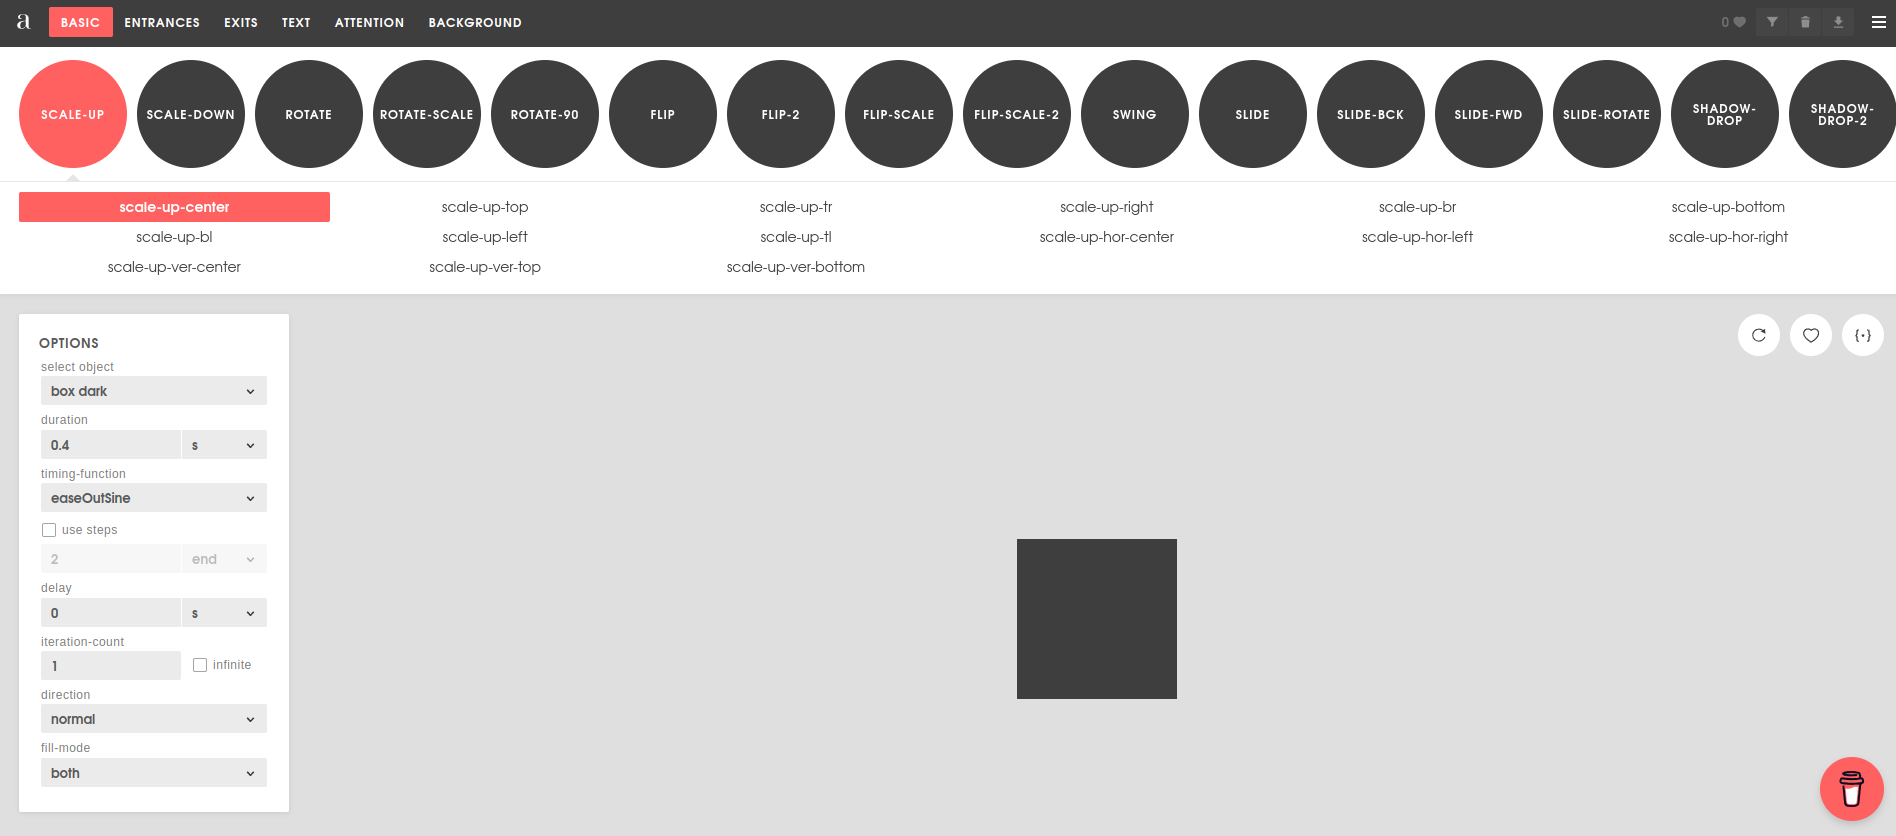 a BASIC ENTRANCES EXITS TEXT ATTENTION BACKGROUND 0
SCALE-UP SCALE-DOWN ROTATE ROTATE-SCALE ROTATE-90 FLIP FLIP-2 FLIP-SCALE FLIP-SCALE-2 SWING SLIDE SLIDE-BCK SLIDE-FWD SLIDE-ROTATE SHADOW-DROP SHADOW-DROP-2
scale-up-center scale-up-top scale-up-tr scale-up-right scale-up-br scale-up-bottom
scale-up-bl scale-up-left scale-up-tl scale-up-hor-center scale-up-hor-left scale-up-hor-right
scale-up-ver-center scale-up-ver-top scale-up-ver-bottom
OPTIONS
select object
box dark
duration
0.4 s
timing-function
easeOutSine
use steps
2 end
delay
0 s
iteration-count
1 infinite
direction
normal
fill-mode
both
{·}